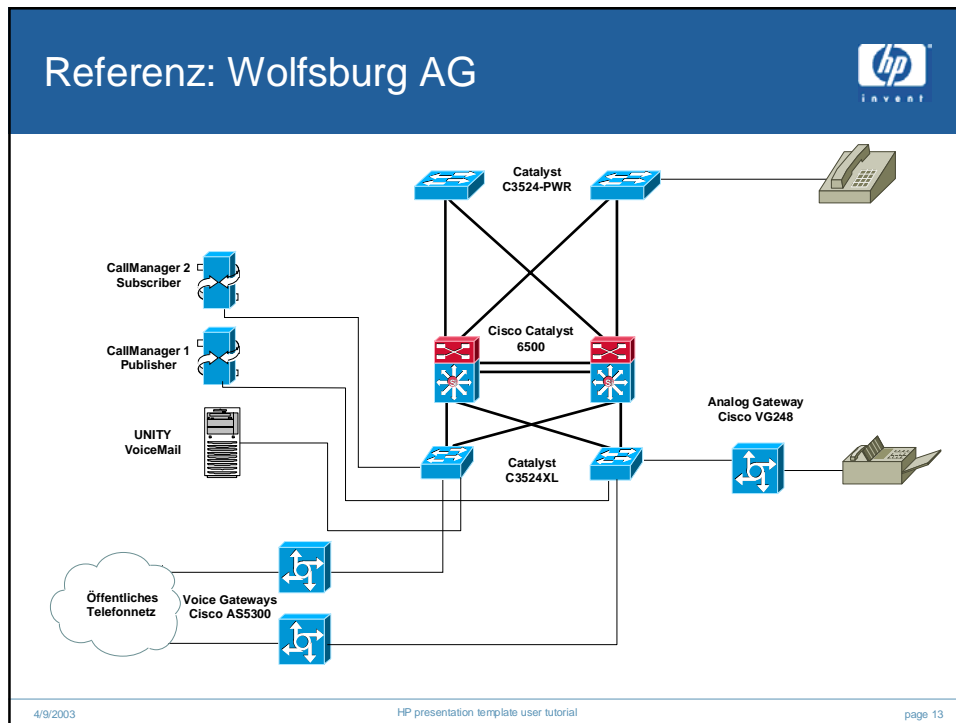 Referenz: Wolfsburg AG
hp
invent
Catalyst
C3524-PWR
CallManager 2
Subscriber
Cisco Catalyst
6500
CallManager 1
Publisher
S
S
Analog Gateway
Cisco VG248
UNITY
VoiceMail
Catalyst
C3524XL
Öffentliches
Telefonnetz
Voice Gateways
Cisco AS5300
4/9/2003
HP presentation template user tutorial
page 13